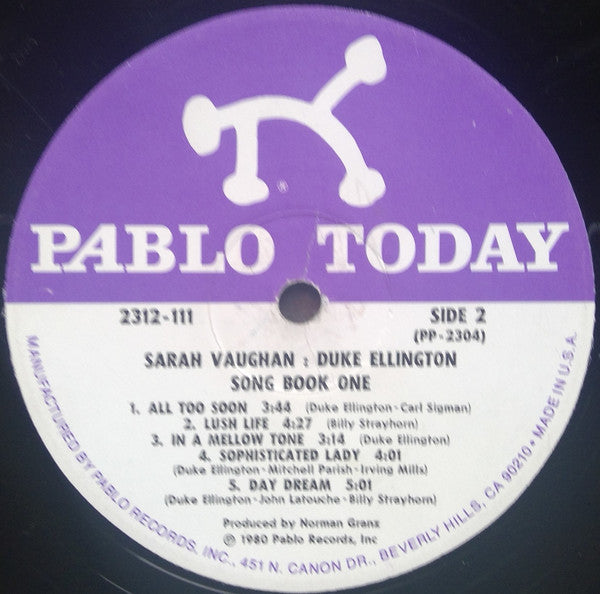 PABLO TODAY
2312-111
SIDE 2
(PP-2304)
SARAH VAUGHAN : DUKE ELLINGTON
SONG BOOK ONE
1. ALL TOO SOON 3:44 (Duke Ellington-Carl Sigman)
2. LUSH LIFE 4:27 (Billy Strayhorn)
3. IN A MELLOW TONE 3:14 (Duke Ellington)
4. SOPHISTICATED LADY 4:01
(Duke Ellington-Mitchell Parish-Irving Mills)
5. DAY DREAM 5:01
(Duke Ellington-John Latouche-Billy Strayhorn)
Produced by Norman Granz
℗ 1980 Pablo Records, Inc
MANUFACTURED BY PABLO RECORDS, INC., 451 N. CANON DR., BEVERLY HILLS, CA 90210 • MADE IN U.S.A.
®